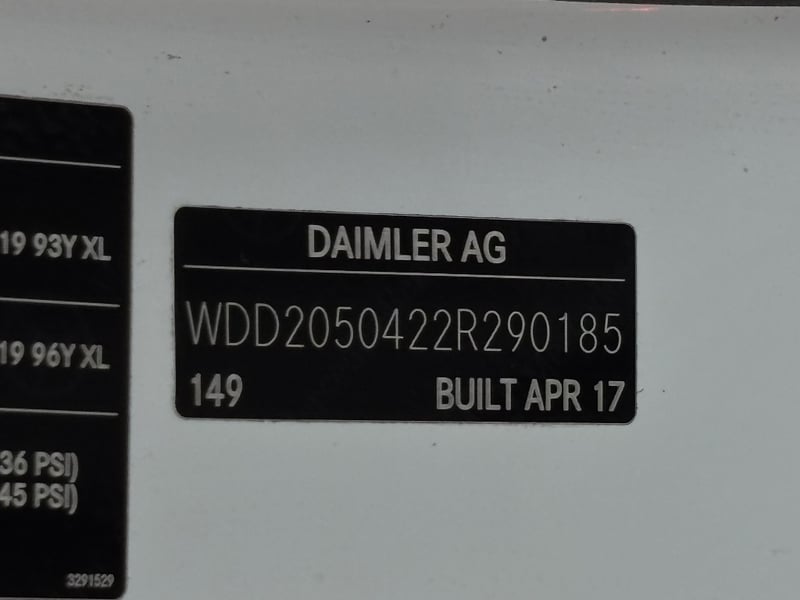 19 93Y XL
19 96Y XL
36 PSI)
45 PSI)
3291529
DAIMLER AG
WDD2050422R290185
149 BUILT APR 17